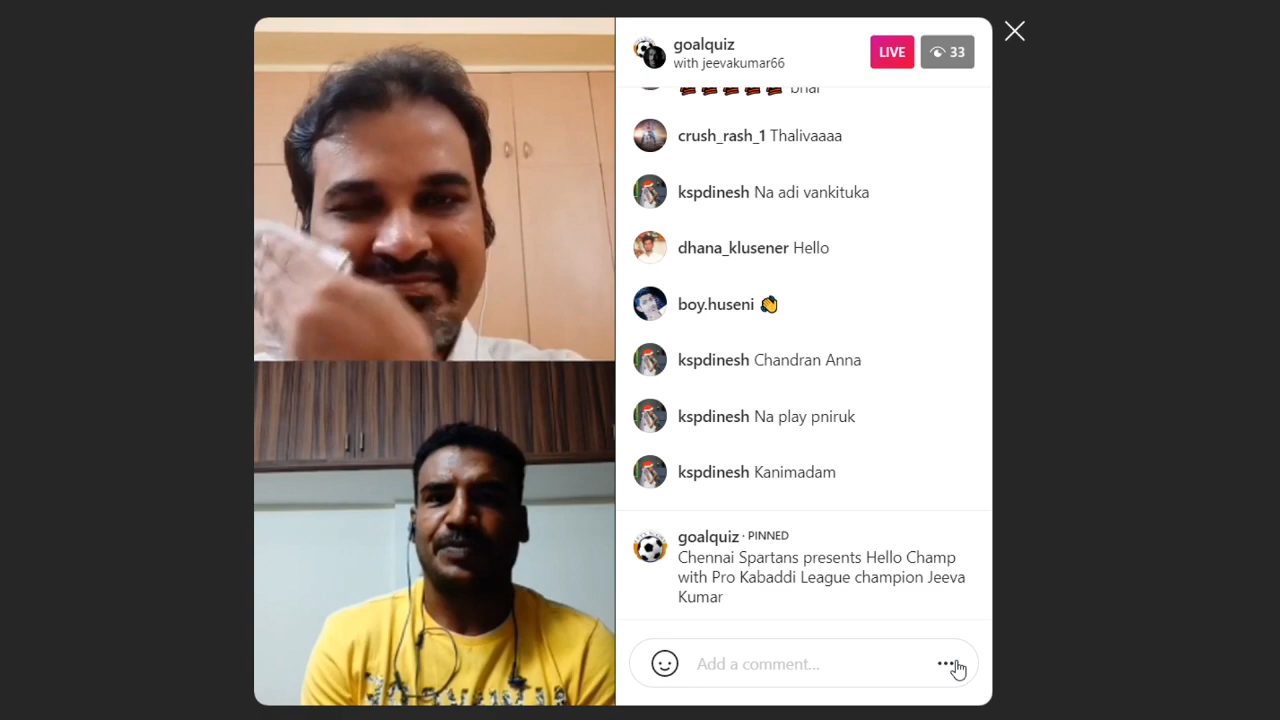 goalquiz
with jeevakumar66
LIVE
33
bhai
crush_rash_1 Thalivaaaa
kspdinesh Na adi vankituka
dhana_klusener Hello
boy.huseni 👏
kspdinesh Chandran Anna
kspdinesh Na play pniruk
kspdinesh Kanimadam
goalquiz · PINNED
Chennai Spartans presents Hello Champ
with Pro Kabaddi League champion Jeeva
Kumar
Add a comment...